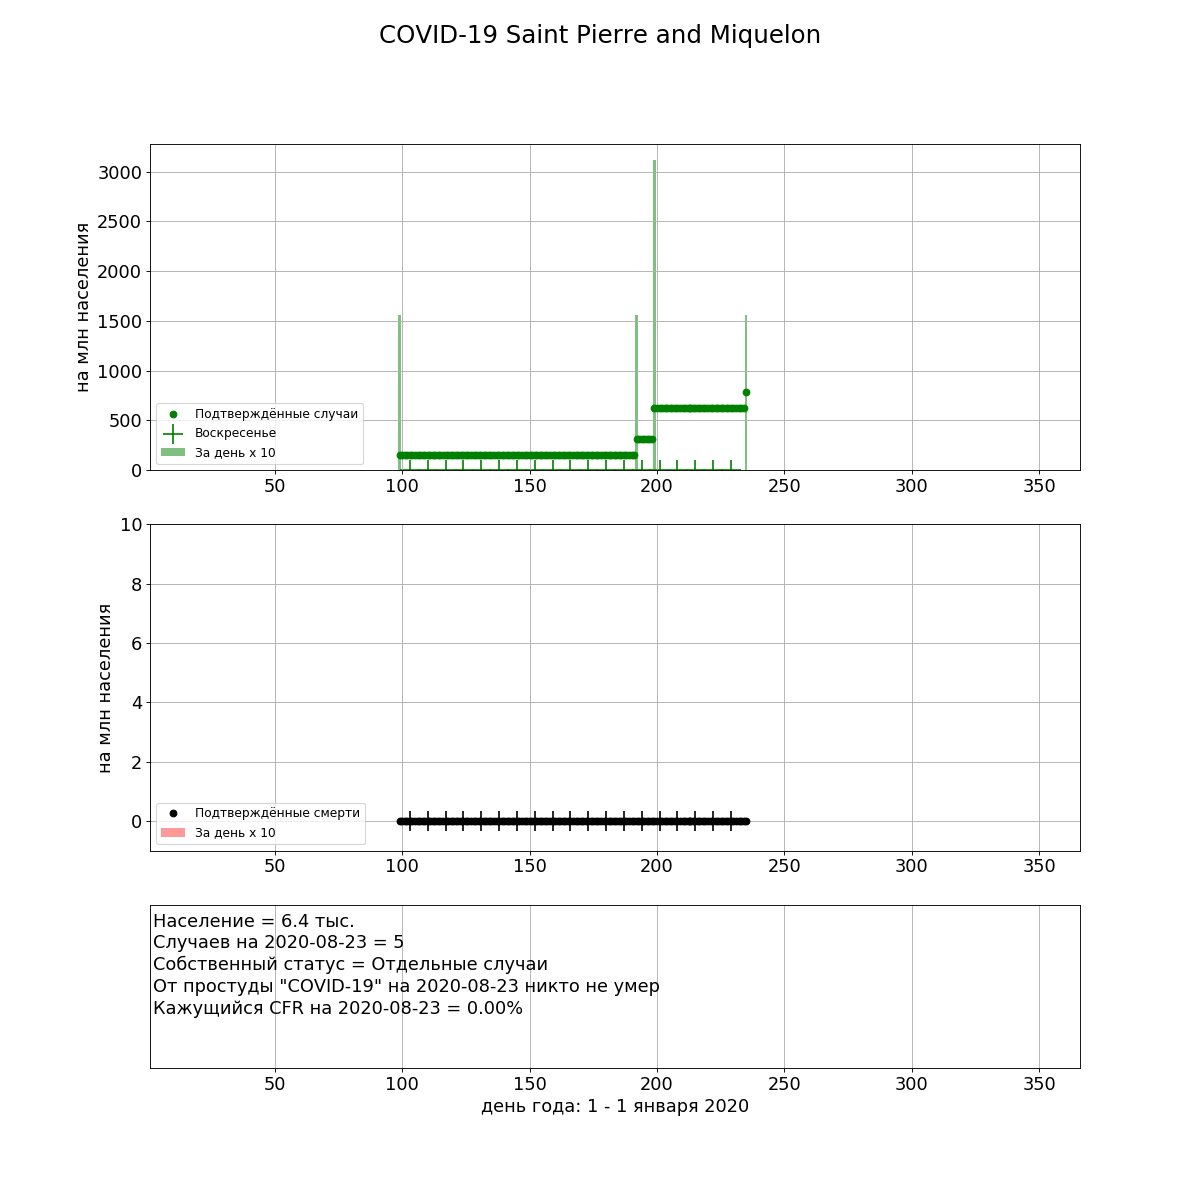 COVID-19 Saint Pierre and Miquelon
3000
2500
2000
1500
1000
500
0
на млн населения
Подтверждённые случаи
Воскресенье
За день x 10
50 100 150 200 250 300 350
10
8
6
4
2
0
на млн населения
Подтверждённые смерти
За день x 10
50 100 150 200 250 300 350
Население = 6.4 тыс.
Случаев на 2020-08-23 = 5
Собственный статус = Отдельные случаи
От простуды "COVID-19" на 2020-08-23 никто не умер
Кажущийся CFR на 2020-08-23 = 0.00%
50 100 150 200 250 300 350
день года: 1 - 1 января 2020